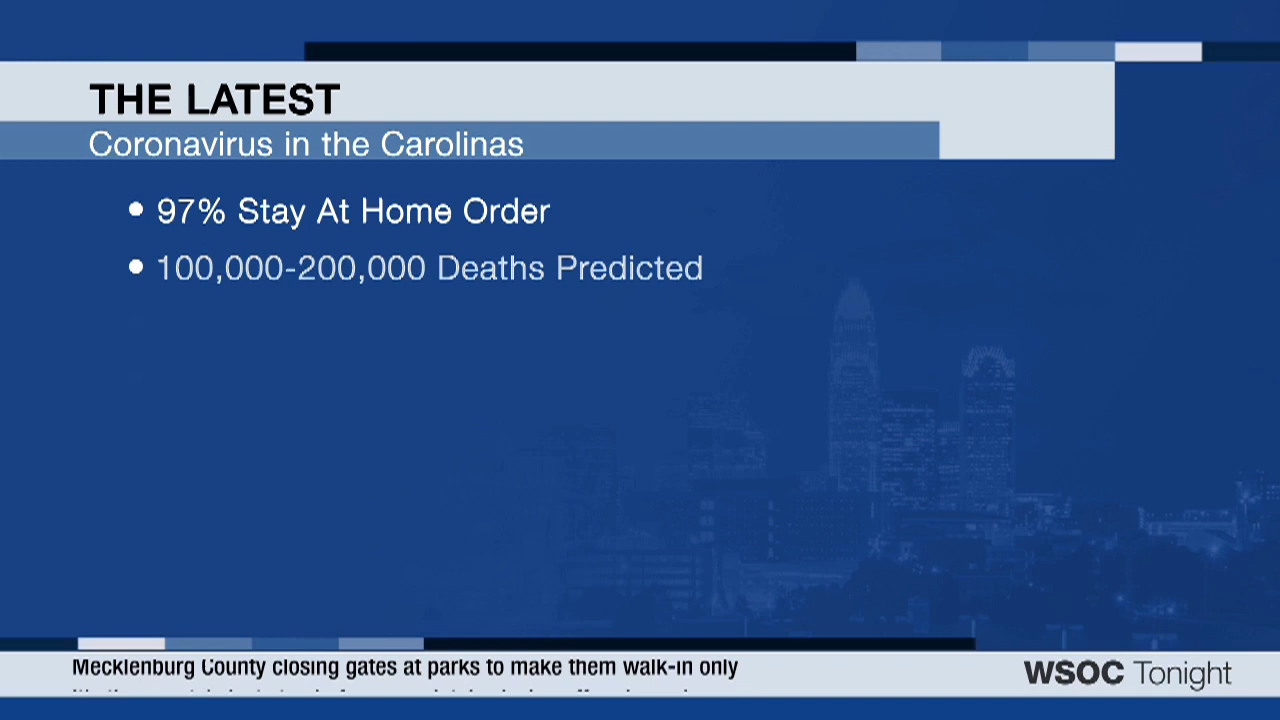 THE LATEST
Coronavirus in the Carolinas
• 97% Stay At Home Order
• 100,000-200,000 Deaths Predicted
Mecklenburg County closing gates at parks to make them walk-in only
WSOC Tonight